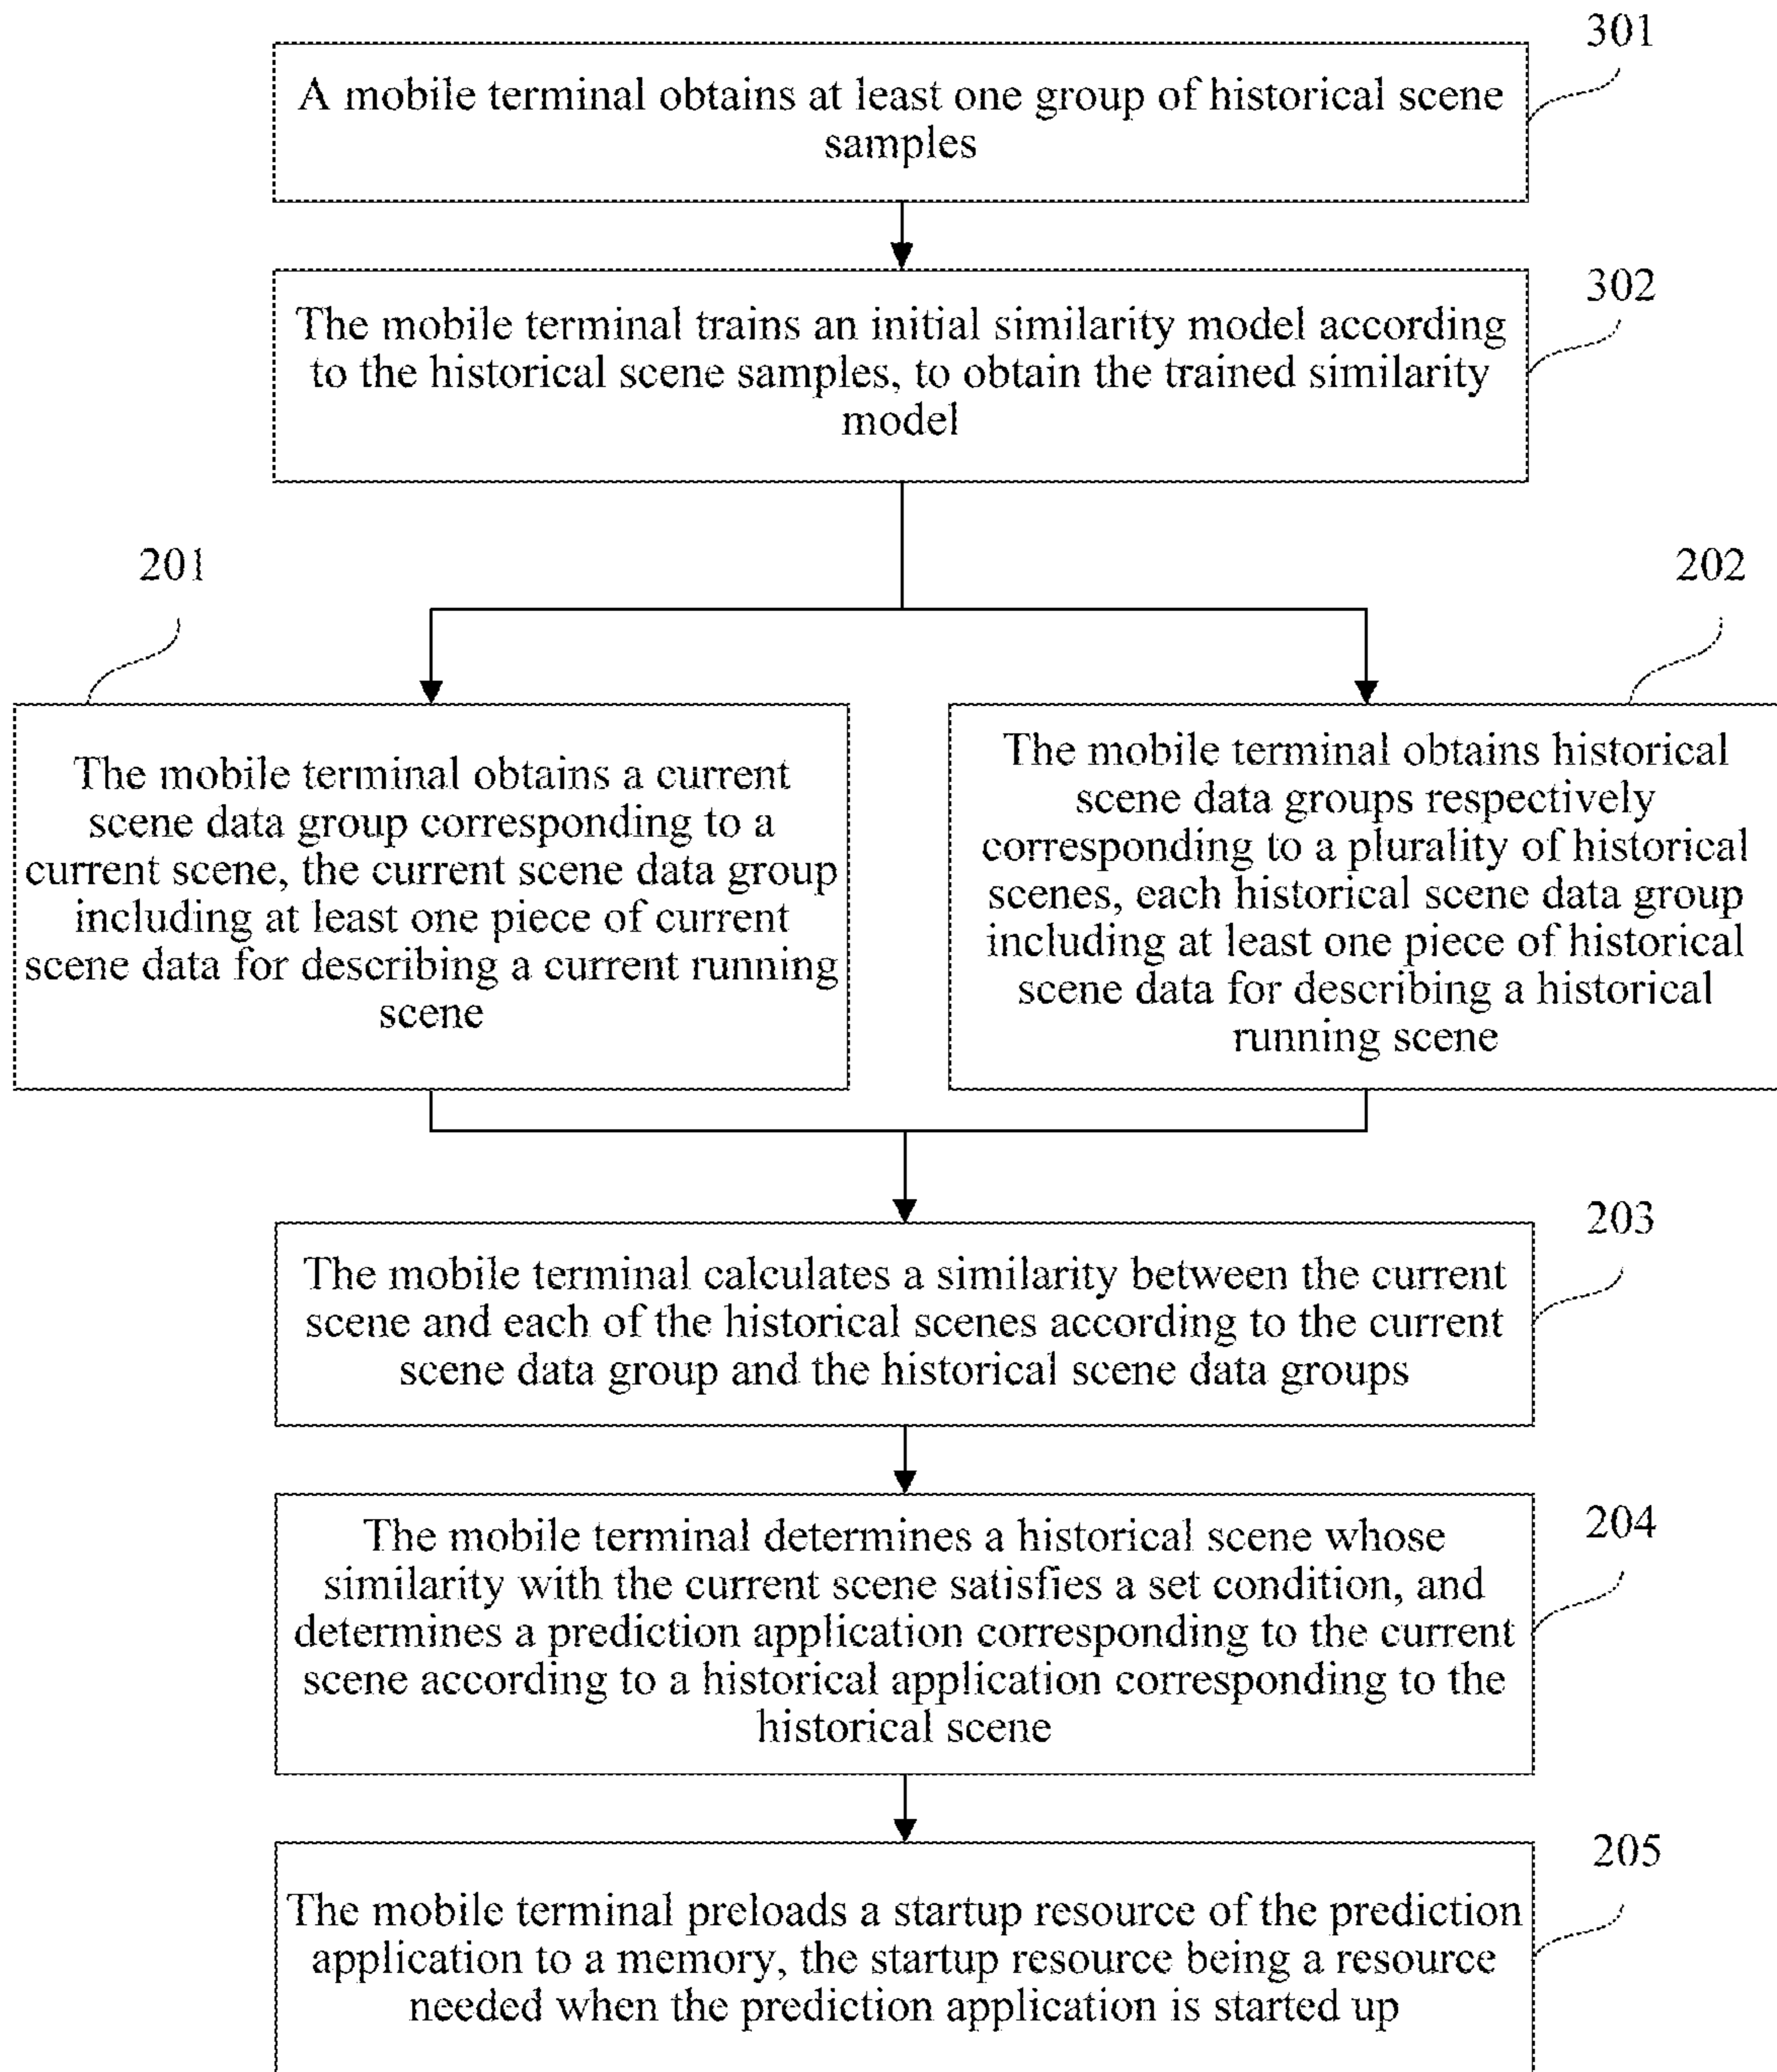 301
A mobile terminal obtains at least one group of historical scene
samples
302
The mobile terminal trains an initial similarity model according
to the historical scene samples, to obtain the trained similarity
model
201
202
The mobile terminal obtains a current
scene data group corresponding to a
current scene, the current scene data group
including at least one piece of current
scene data for describing a current running
scene
The mobile terminal obtains historical
scene data groups respectively
corresponding to a plurality of historical
scenes, each historical scene data group
including at least one piece of historical
scene data for describing a historical
running scene
203
The mobile terminal calculates a similarity between the current
scene and each of the historical scenes according to the current
scene data group and the historical scene data groups
204
The mobile terminal determines a historical scene whose
similarity with the current scene satisfies a set condition, and
determines a prediction application corresponding to the current
scene according to a historical application corresponding to the
historical scene
205
The mobile terminal preloads a startup resource of the prediction
application to a memory, the startup resource being a resource
needed when the prediction application is started up